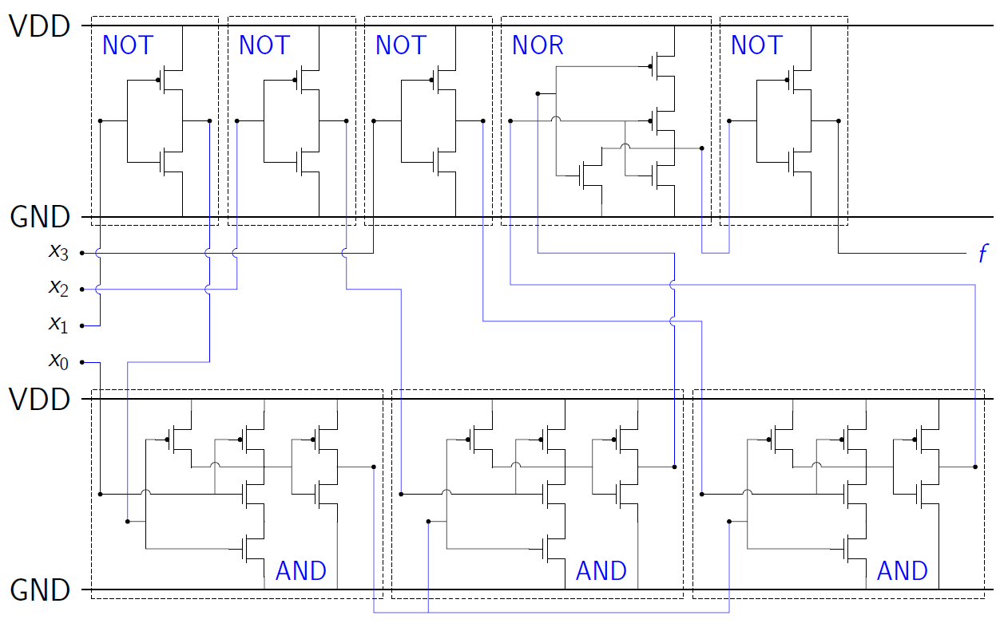 VDD
NOT NOT NOT NOR NOT
GND
x3
f
x2
x1
x0
VDD
AND AND AND
GND